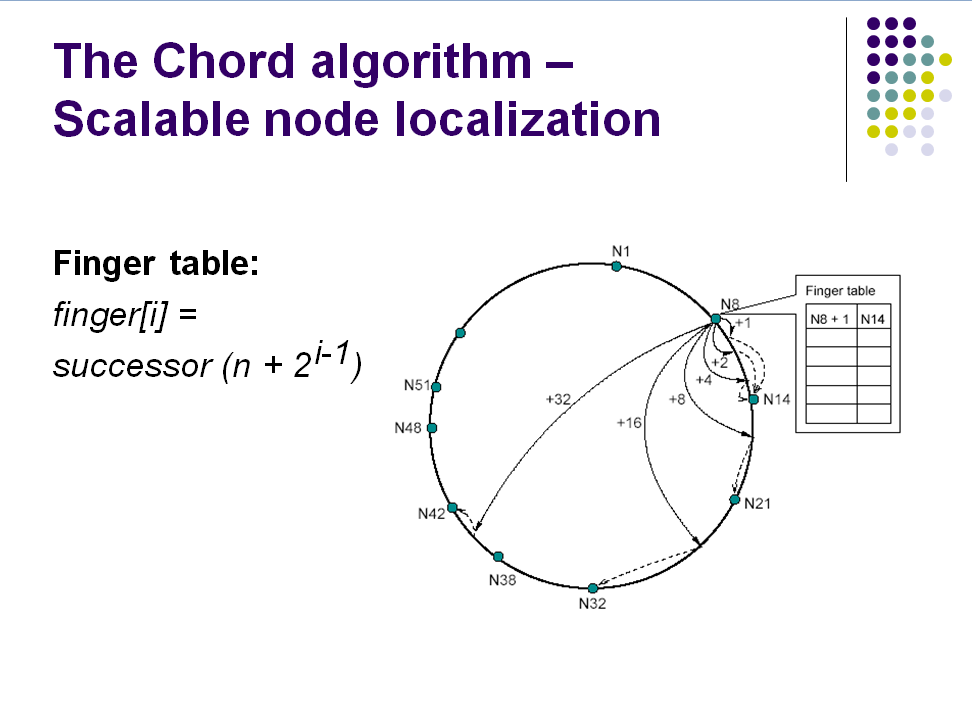 The Chord algorithm –
Scalable node localization
Finger table:
finger[i] =
successor (n + 2^i-1)
N1
N8
+1
+2
+4
+8
+16
+32
N14
N21
N32
N38
N42
N48
N51
Finger table
N8 + 1 N14